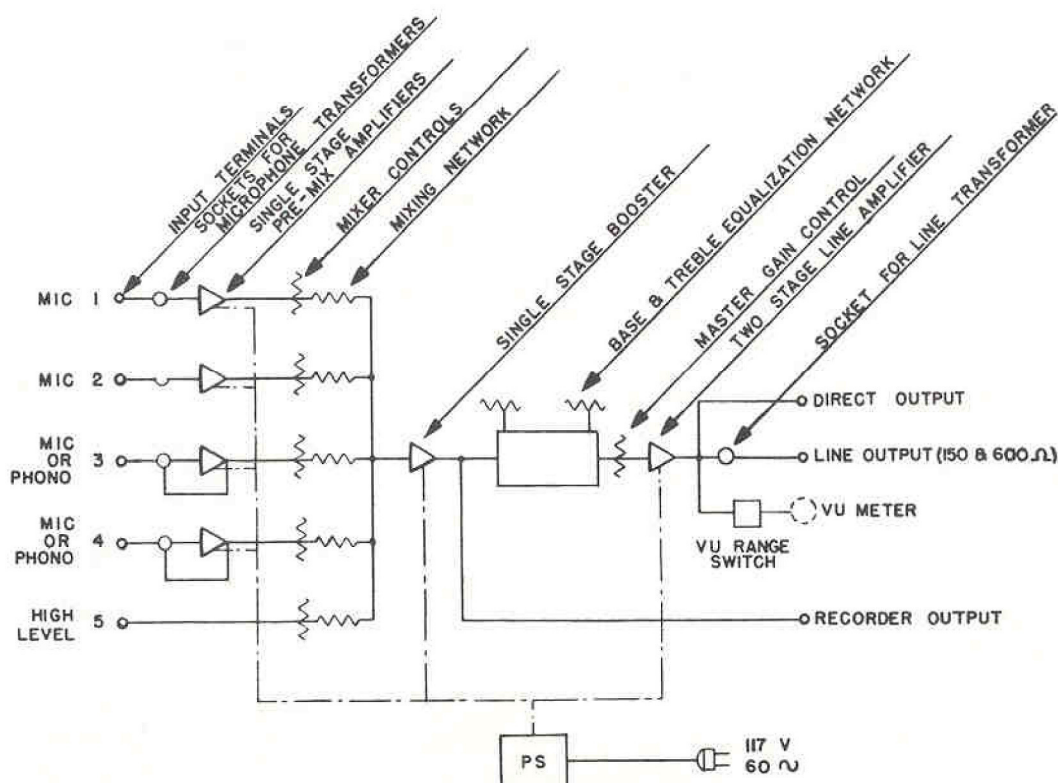 INPUT TERMINALS
SOCKETS FOR
MICROPHONE TRANSFORMERS
SINGLE STAGE
PRE-MIX AMPLIFIERS
MIXER CONTROLS
MIXING NETWORK
SINGLE STAGE BOOSTER
BASE & TREBLE EQUALIZATION NETWORK
MASTER GAIN CONTROL
TWO STAGE LINE AMPLIFIER
SOCKET FOR LINE TRANSFORMER
MIC 1
MIC 2
MIC
OR 3
PHONO
MIC
OR 4
PHONO
HIGH
LEVEL 5
DIRECT OUTPUT
LINE OUTPUT (150 & 600 Ω)
VU METER
VU RANGE
SWITCH
RECORDER OUTPUT
PS
117 V
60 ∿